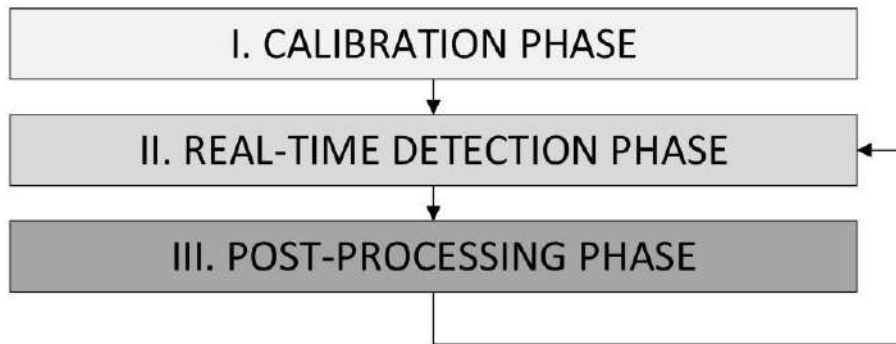 I. CALIBRATION PHASE
II. REAL-TIME DETECTION PHASE
III. POST-PROCESSING PHASE